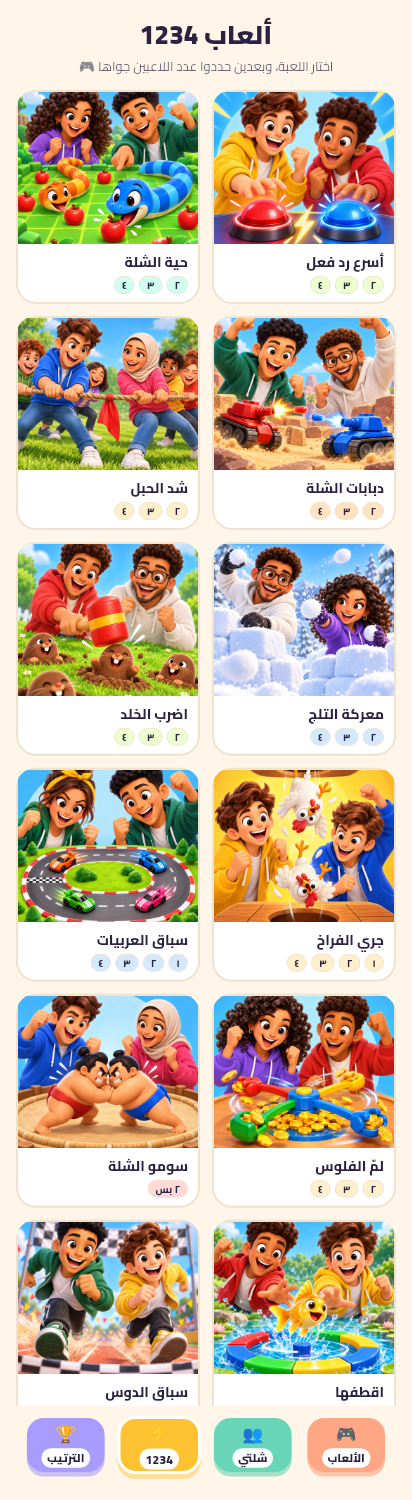 ألعاب 1234
اختار اللعبة، وبعدين حددوا عدد اللاعبين جواها 🎮
أسرع رد فعل
٢ ٣ ٤
حية الشلة
٢ ٣ ٤
دبابات الشلة
٢ ٣ ٤
شد الحبل
٢ ٣ ٤
معركة التلج
٢ ٣ ٤
اضرب الخلد
٢ ٣ ٤
جري الفراخ
١ ٢ ٣ ٤
سباق العربيات
١ ٢ ٣ ٤
لمّ الفلوس
٢ ٣ ٤
سومو الشلة
٢ بس
اقطفها
سباق الدوس
الألعاب
شلتي
1234
الترتيب